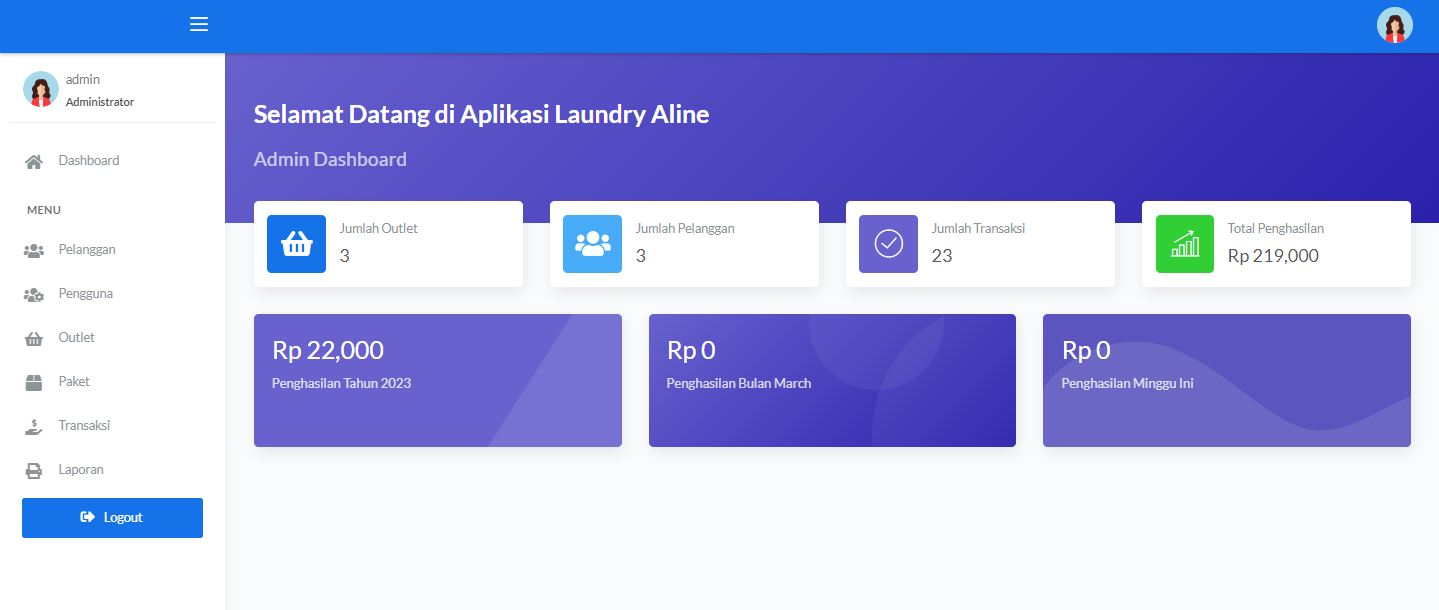 admin
Administrator
Dashboard
MENU
Pelanggan
Pengguna
Outlet
Paket
Transaksi
Laporan
Logout
Selamat Datang di Aplikasi Laundry Aline
Admin Dashboard
Jumlah Outlet
3
Jumlah Pelanggan
3
Jumlah Transaksi
23
Total Penghasilan
Rp 219,000
Rp 22,000
Penghasilan Tahun 2023
Rp 0
Penghasilan Bulan March
Rp 0
Penghasilan Minggu Ini